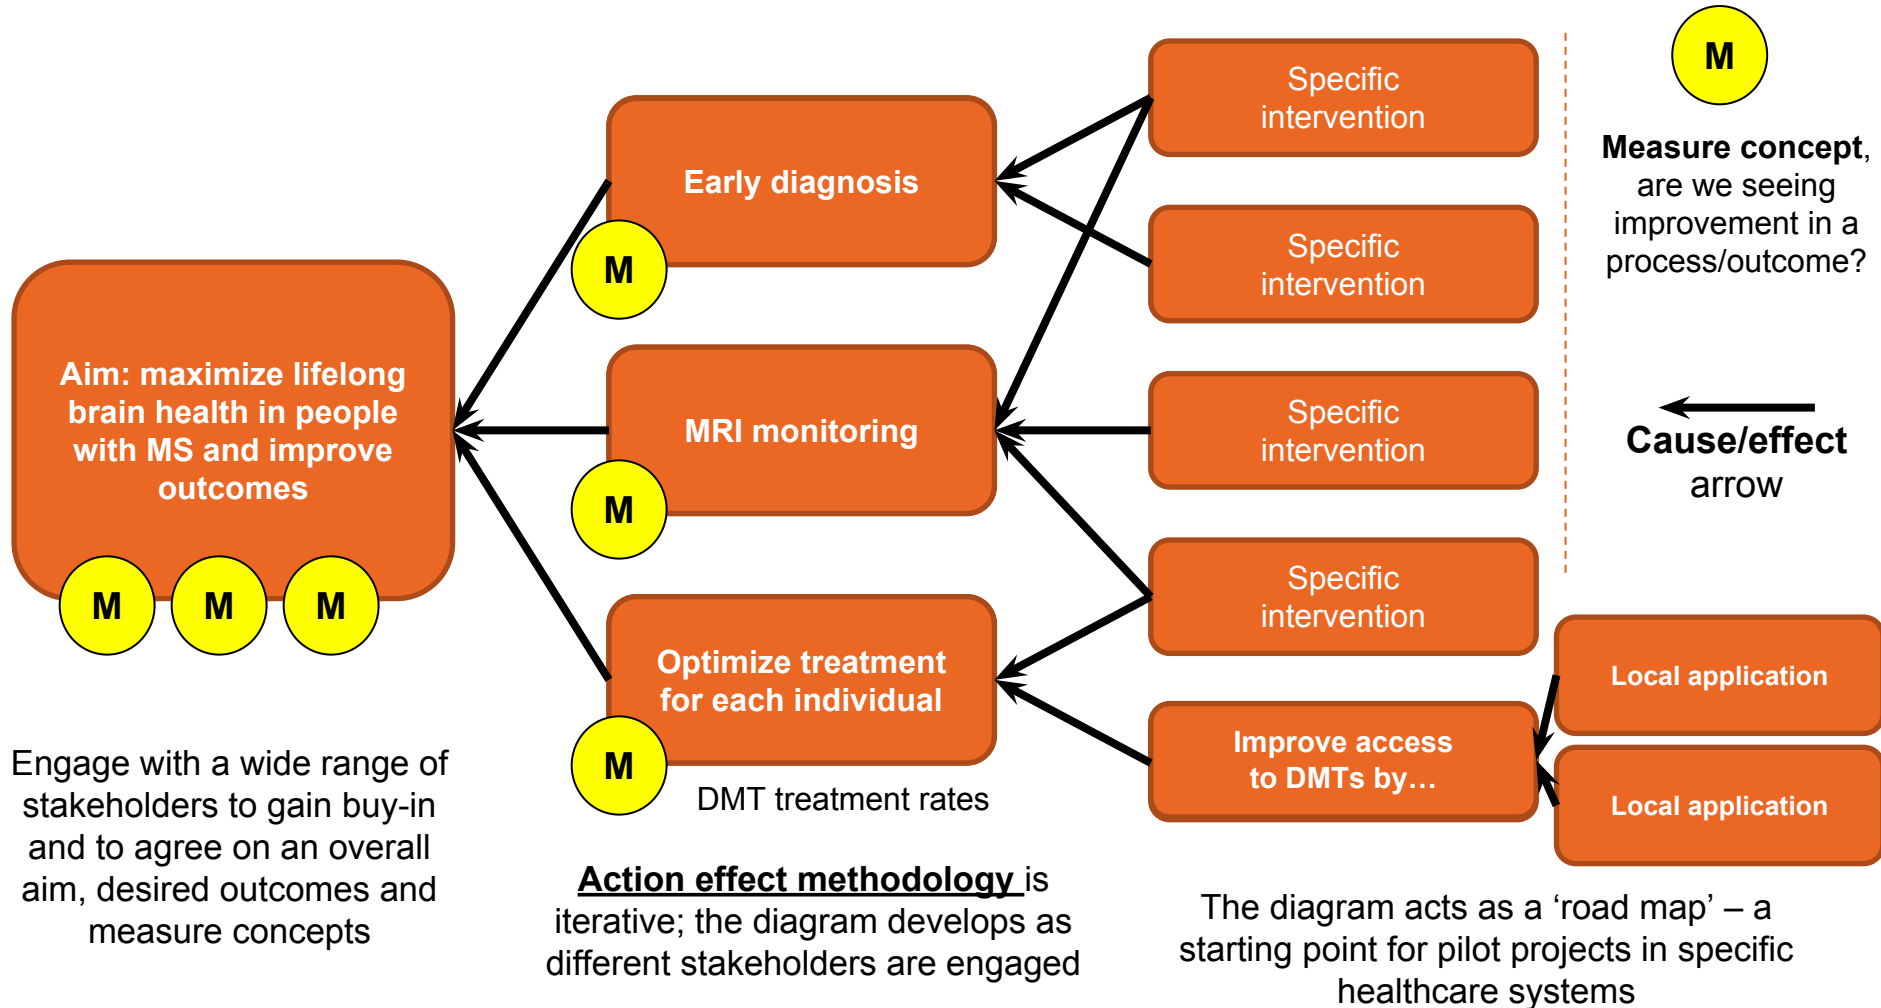 Aim: maximize lifelong
brain health in people
with MS and improve
outcomes
M
M
M
Engage with a wide range of
stakeholders to gain buy-in
and to agree on an overall
aim, desired outcomes and
measure concepts
Early diagnosis
M
MRI monitoring
M
Optimize treatment
for each individual
M
DMT treatment rates
Action effect methodology is
iterative; the diagram develops as
different stakeholders are engaged
Specific
intervention
Specific
intervention
Specific
intervention
Specific
intervention
Improve access
to DMTs by…
Local application
Local application
The diagram acts as a ‘road map’ – a
starting point for pilot projects in specific
healthcare systems
M
Measure concept,
are we seeing
improvement in a
process/outcome?
Cause/effect
arrow